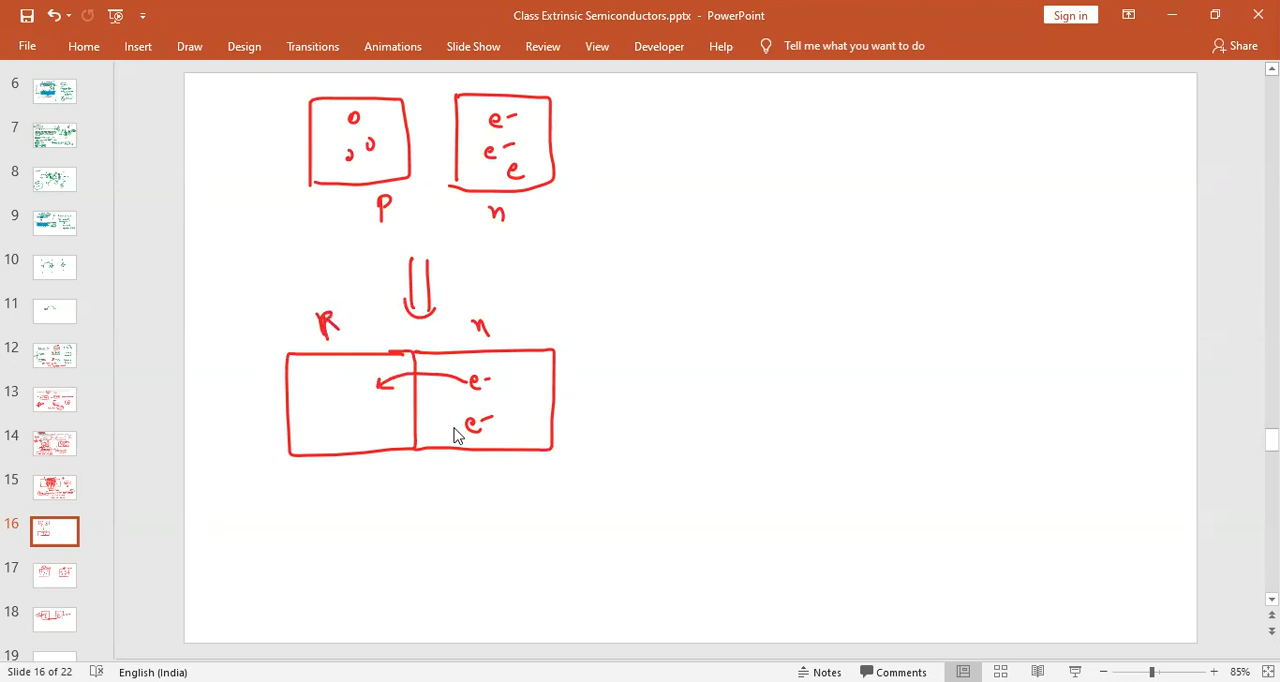 Class Extrinsic Semiconductors.pptx - PowerPoint
Sign in
File Home Insert Draw Design Transitions Animations Slide Show Review View Developer Help Tell me what you want to do Share
6
7
8
9
10
11
12
13
14
15
16
17
18
19
e-
e-
e
P n
P n
e-
e-
Slide 16 of 22 English (India) Notes Comments 85%